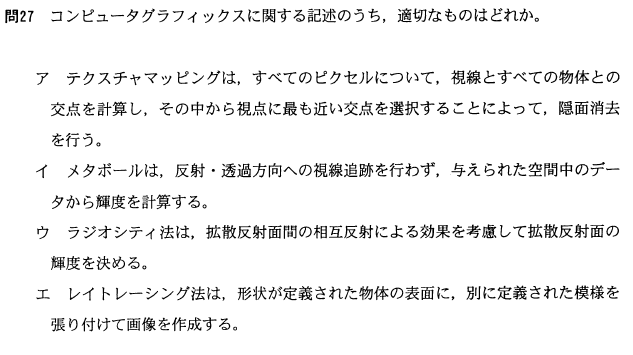 問27　コンピュータグラフィックスに関する記述のうち，適切なものはどれか。
ア　テクスチャマッピングは，すべてのピクセルについて，視線とすべての物体との
交点を計算し，その中から視点に最も近い交点を選択することによって，隠面消去
を行う。
イ　メタボールは，反射・透過方向への視線追跡を行わず，与えられた空間中のデー
タから輝度を計算する。
ウ　ラジオシティ法は，拡散反射面間の相互反射による効果を考慮して拡散反射面の
輝度を決める。
エ　レイトレーシング法は，形状が定義された物体の表面に，別に定義された模様を
張り付けて画像を作成する。